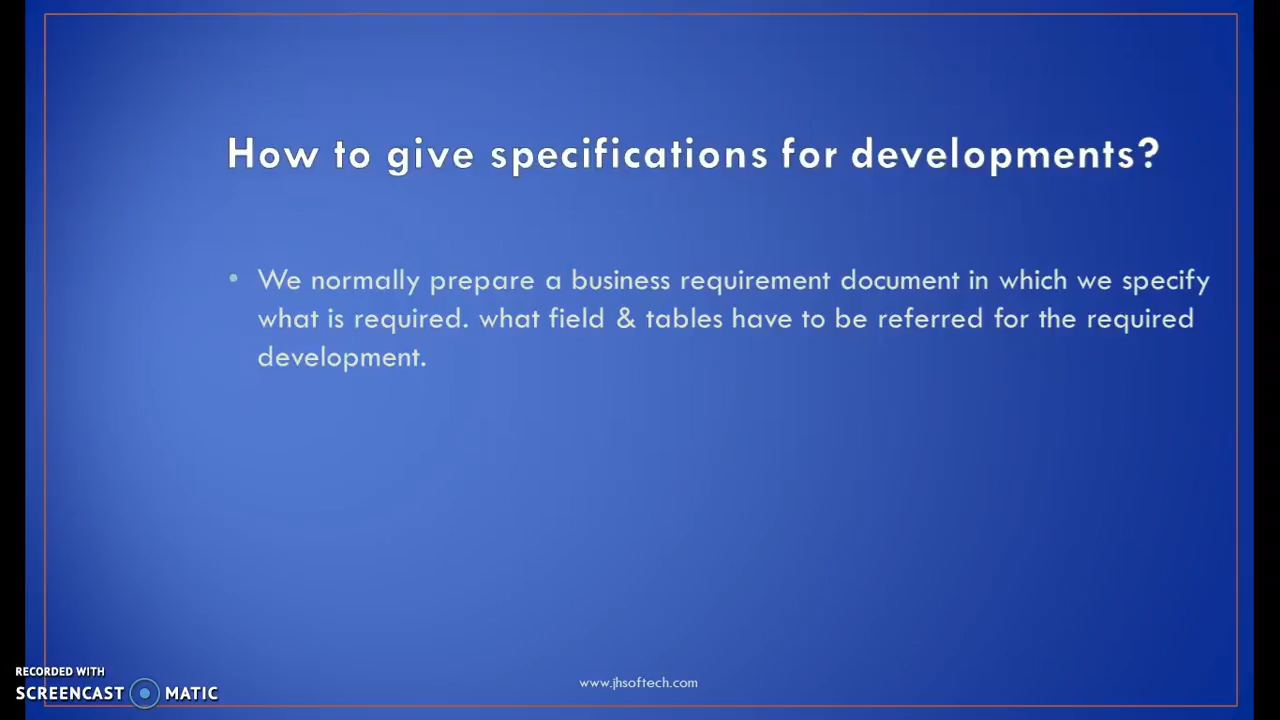 How to give specifications for developments?
• We normally prepare a business requirement document in which we specify
what is required. what field & tables have to be referred for the required
development.
www.jhsoftech.com
RECORDED WITH
SCREENCAST MATIC